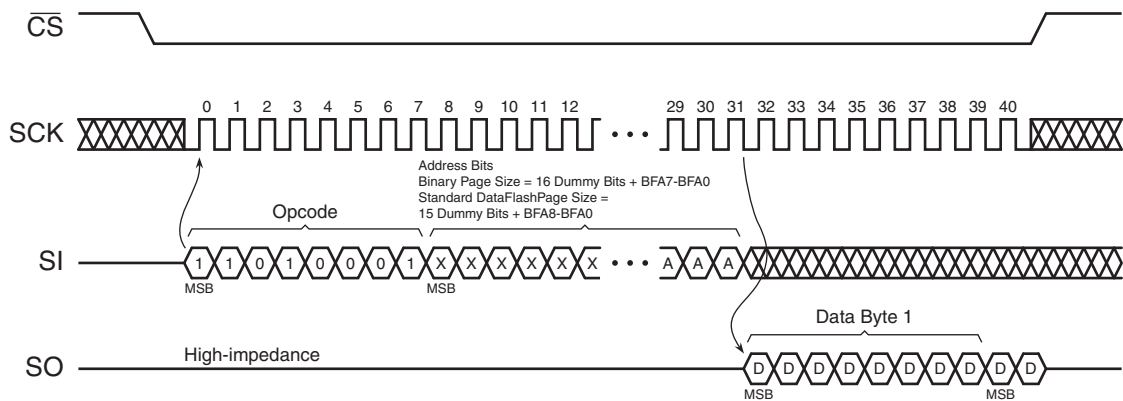 CS
SCK
0 1 2 3 4 5 6 7 8 9 10 11 12 29 30 31 32 33 34 35 36 37 38 39 40
Address Bits
Binary Page Size = 16 Dummy Bits + BFA7-BFA0
Standard DataFlashPage Size =
15 Dummy Bits + BFA8-BFA0
Opcode
SI
1 1 0 1 0 0 0 1 X X X X X X A A A
MSB MSB
Data Byte 1
High-impedance
SO
D D D D D D D D D D
MSB MSB